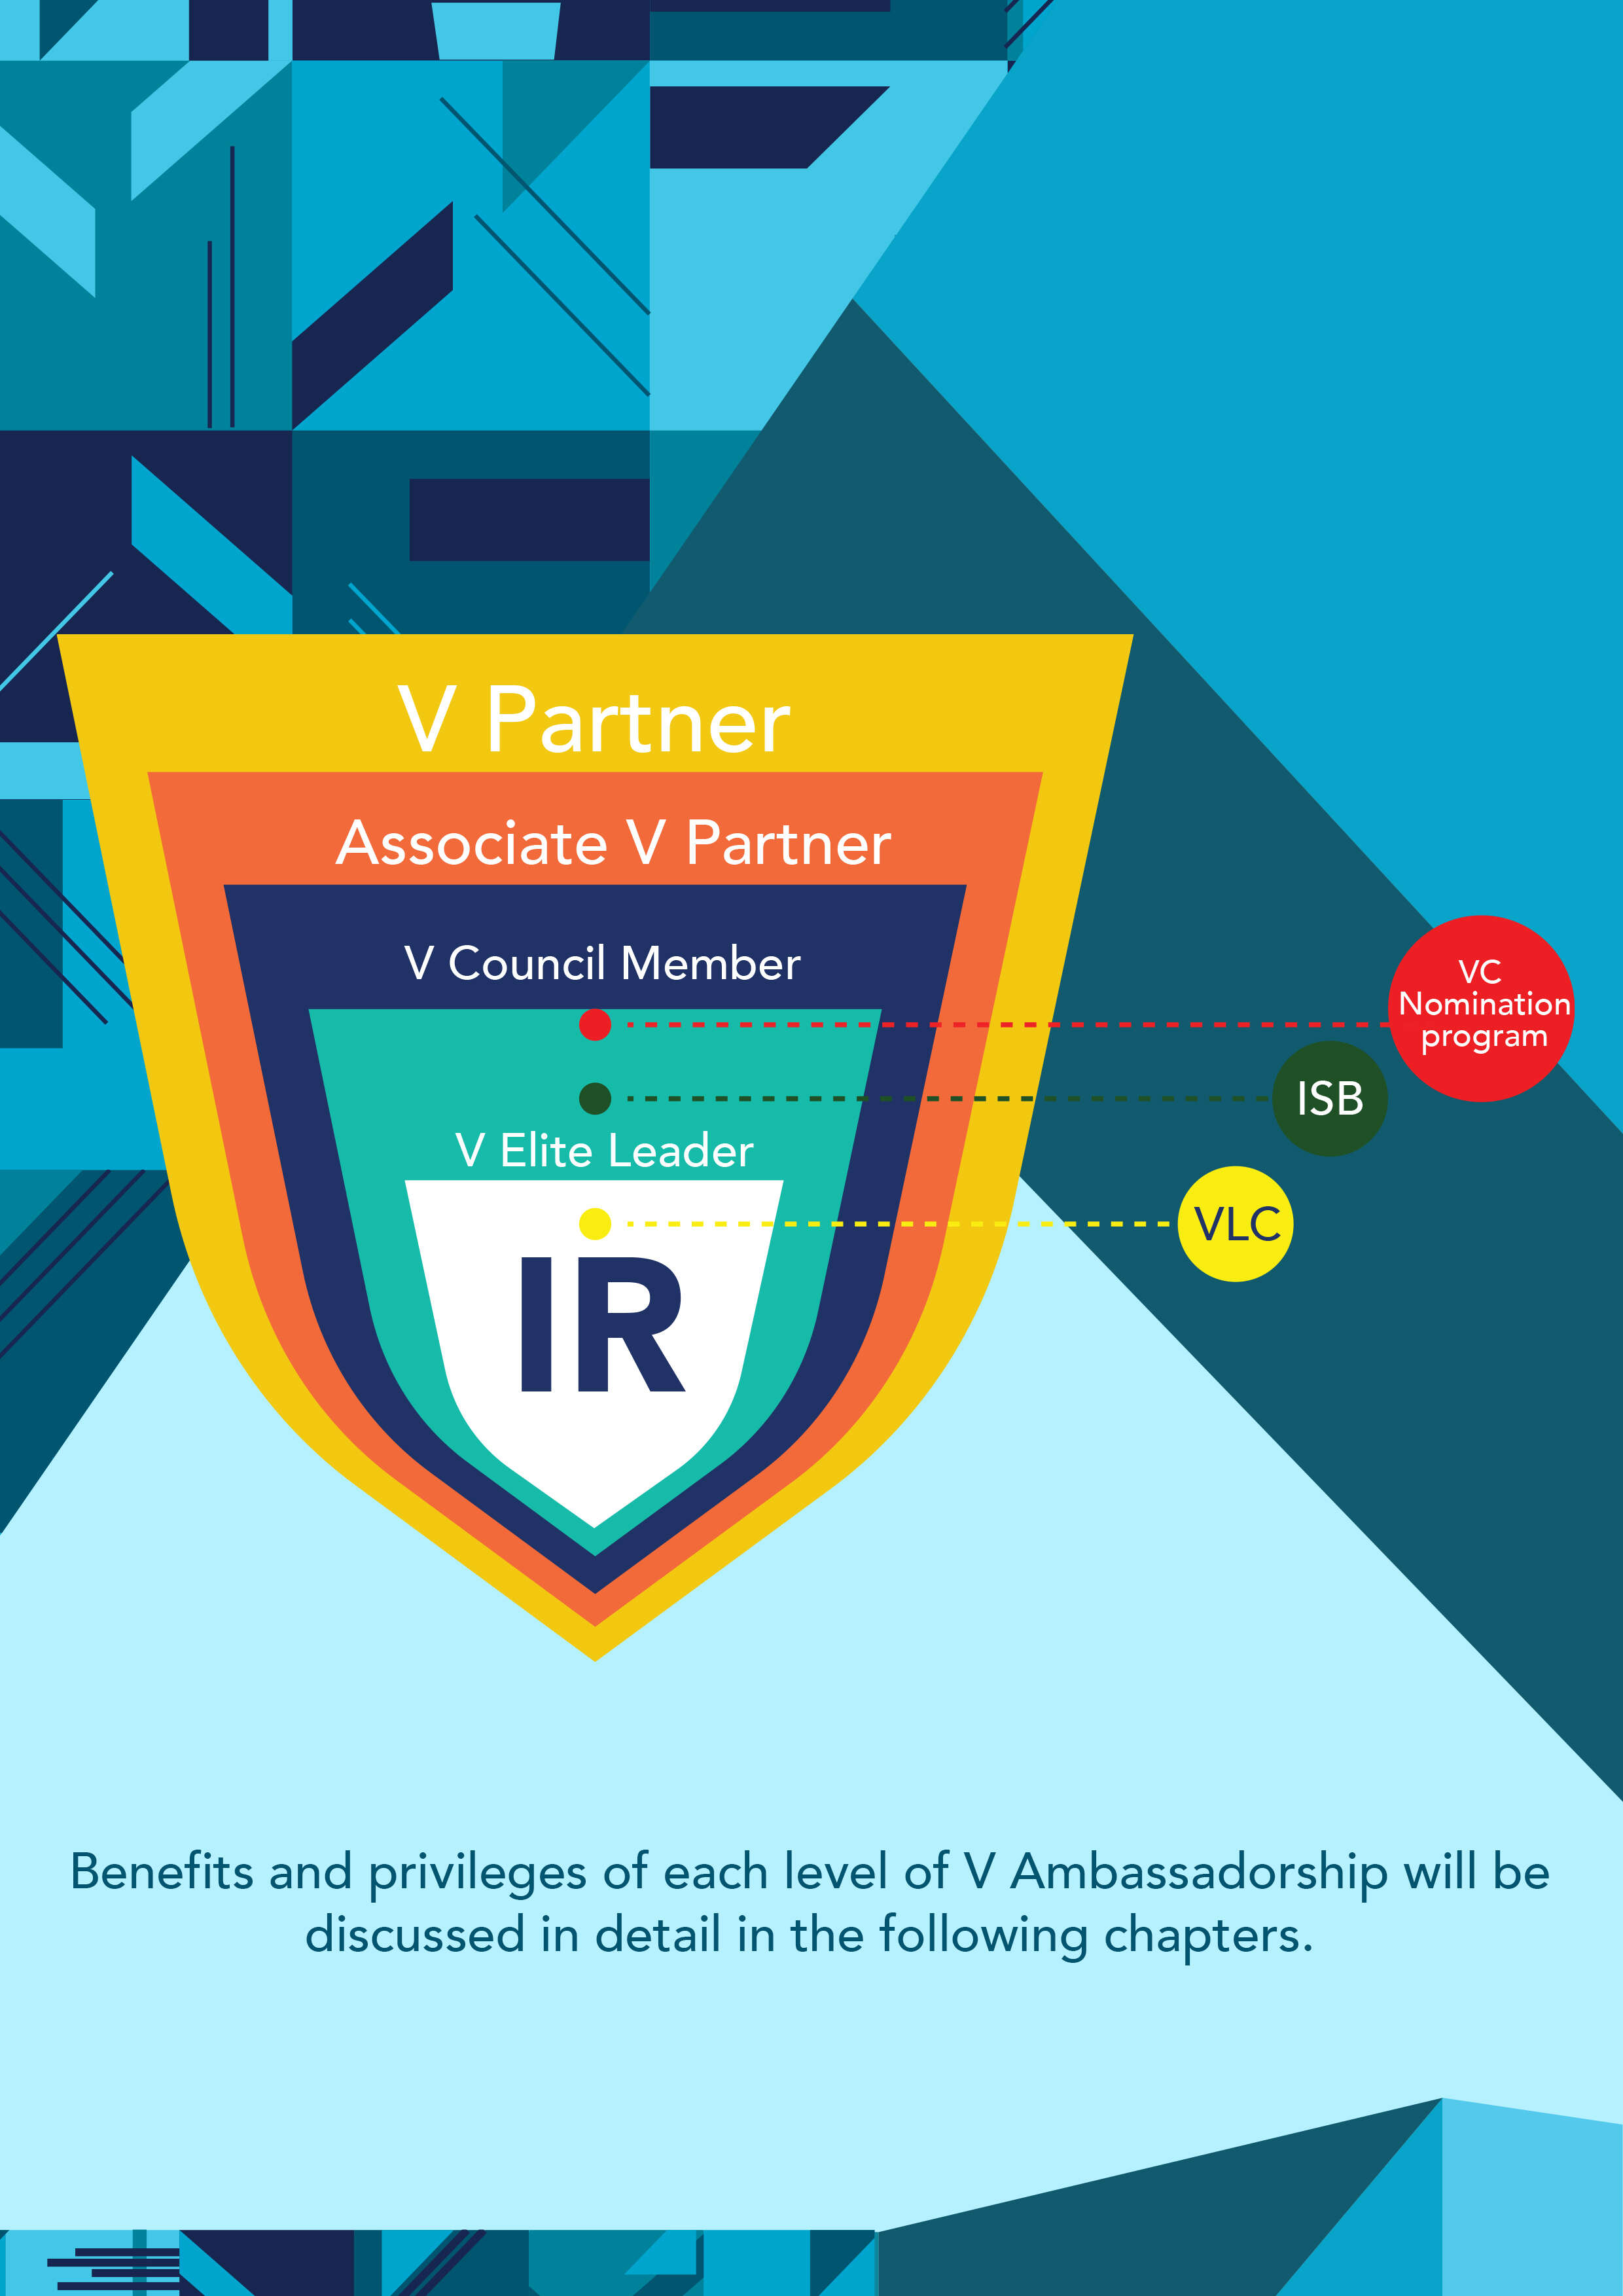 V Partner
Associate V Partner
V Council Member
VC
Nomination
program
ISB
V Elite Leader
VLC
IR
Benefits and privileges of each level of V Ambassadorship will be
discussed in detail in the following chapters.